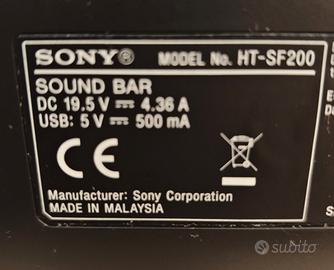 SONY® MODEL No. HT-SF200
SOUND BAR
DC 19.5 V ⎓ 4.36 A
USB: 5 V ⎓ 500 mA
CE
Manufacturer: Sony Corporation
MADE IN MALAYSIA
subito